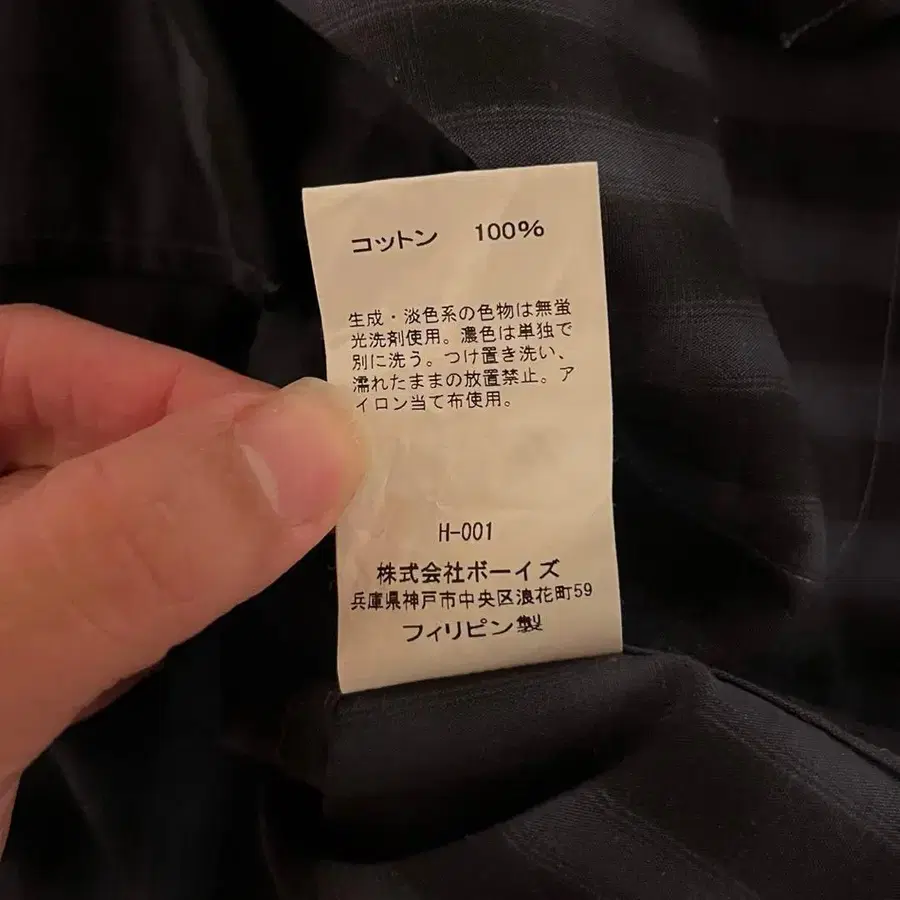 コットン 100%
生成・淡色系の色物は無蛍
光洗剤使用。濃色は単独で
別に洗う。つけ置き洗い、
濡れたままの放置禁止。ア
イロン当て布使用。
H-001
株式会社ボーイズ
兵庫県神戸市中央区浪花町59
フィリピン製